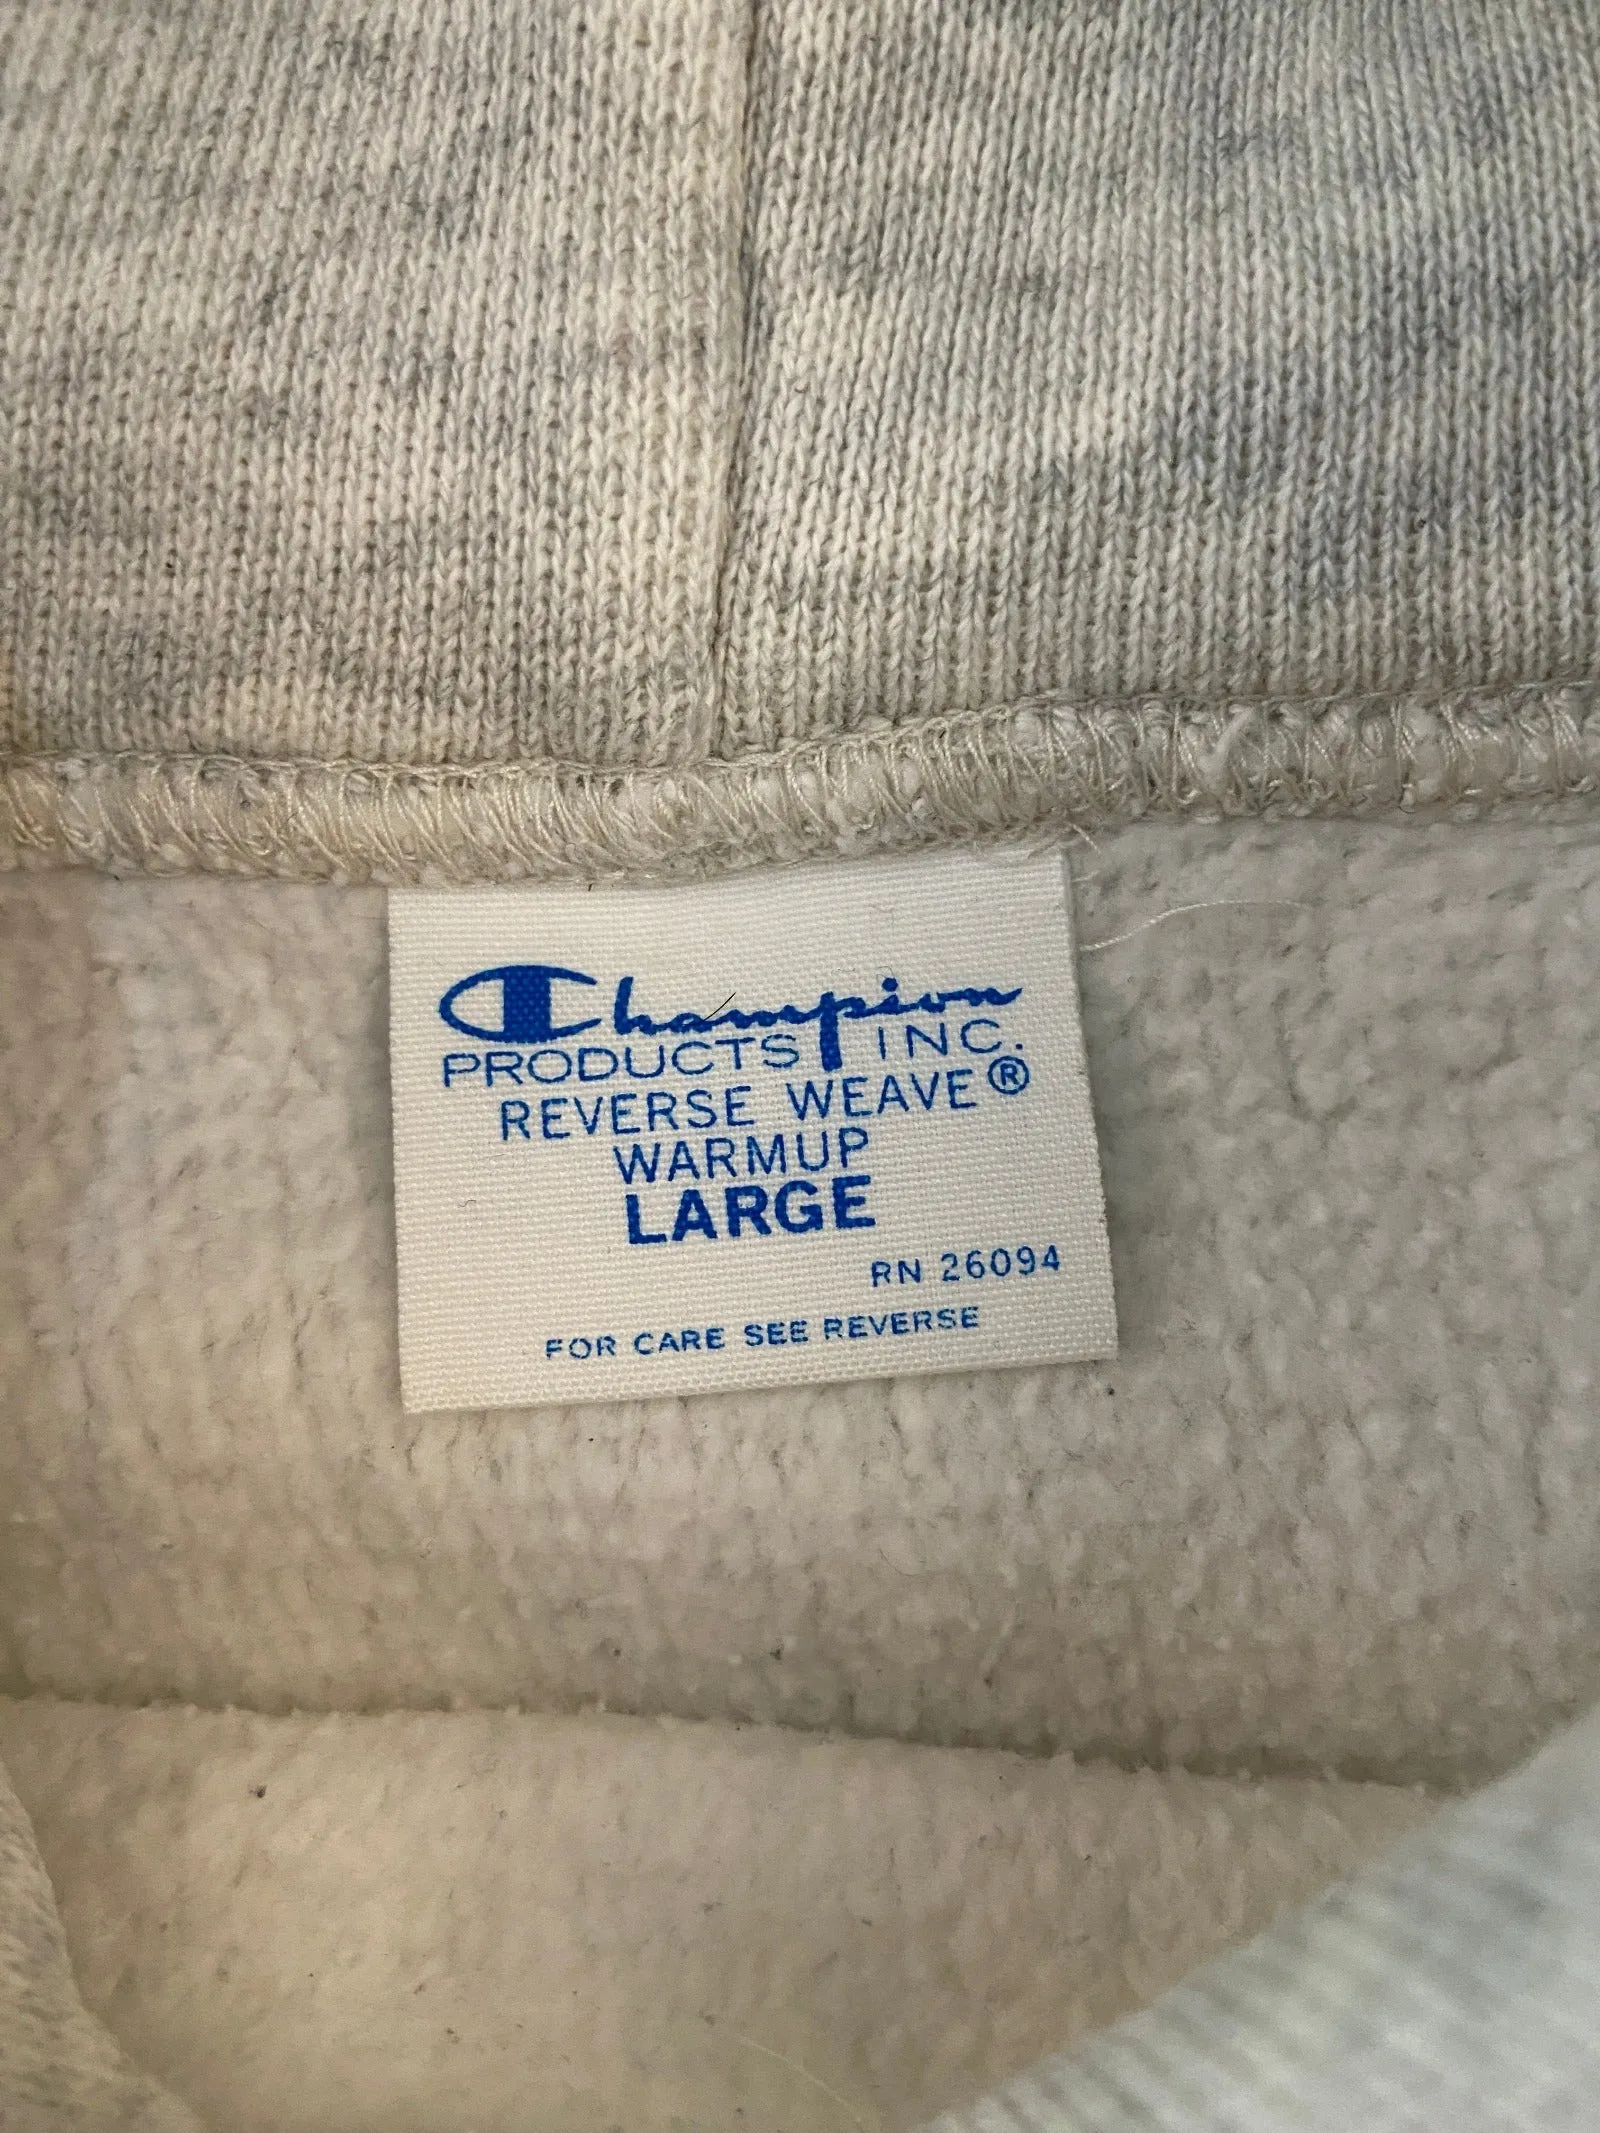 Champion
PRODUCTS INC.
REVERSE WEAVE®
WARMUP
LARGE
RN 26094
FOR CARE SEE REVERSE